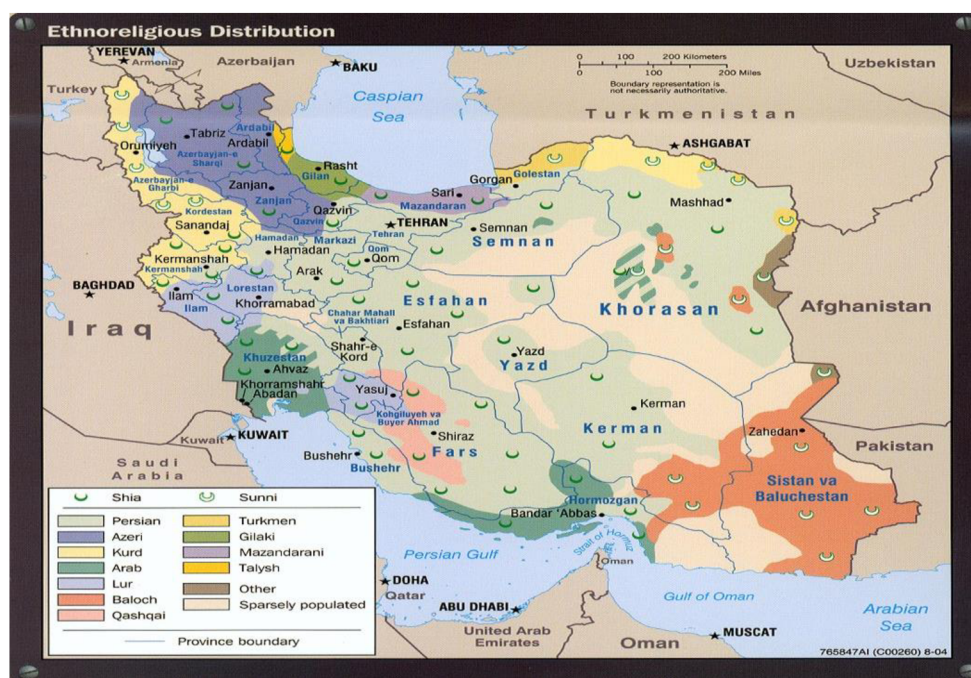 Ethnoreligious Distribution
YEREVAN
Armenia
Azerbaijan
BAKU
Turkey
Caspian
Sea
0 100 200 Kilometers
0 100 200 Miles
Boundary representation is
not necessarily authoritative.
Uzbekistan
Turkmenistan
ASHGABAT
Tabriz
Ardabil
Ardabil
Orumiyeh
Azerbayjan-e
Sharqi
Rasht
Gilan
Golestan
Gorgan
Azerbayjan-e
Gharbi
Zanjan
Zanjan
Sari
Mazandaran
Mashhad
Kordestan
Qazvin
Qazvin
TEHRAN
Tehran
Sanandaj
Hamadan
Markazi
Semnan
Semnan
Hamadan
Qom
Qom
Kermanshah
Kermanshah
Arak
BAGHDAD
Ilam
Lorestan
Khorramabad
Ilam
Esfahan
Khorasan
Afghanistan
Iraq
Chahar Mahall
va Bakhtiari
Esfahan
Shahr-e
Kord
Yazd
Yazd
Khuzestan
Ahvaz
Khorramshahr
Abadan
Yasuj
Kohgiluyeh va
Buyer Ahmad
Kerman
Kerman
Zahedan
Kuwait
KUWAIT
Shiraz
Fars
Bushehr
Bushehr
Pakistan
Saudi
Arabia
Sistan va
Baluchestan
Hormozgan
Bandar 'Abbas
Strait of Hormuz
Persian Gulf
Oman
DOHA
Qatar
ABU DHABI
United Arab
Emirates
Gulf of Oman
Oman
MUSCAT
Arabian
Sea
Shia
Sunni
Persian
Azeri
Kurd
Arab
Lur
Baloch
Qashqai
Turkmen
Gilaki
Mazandarani
Talysh
Other
Sparsely populated
Province boundary
765847AI (C00260) 8-04